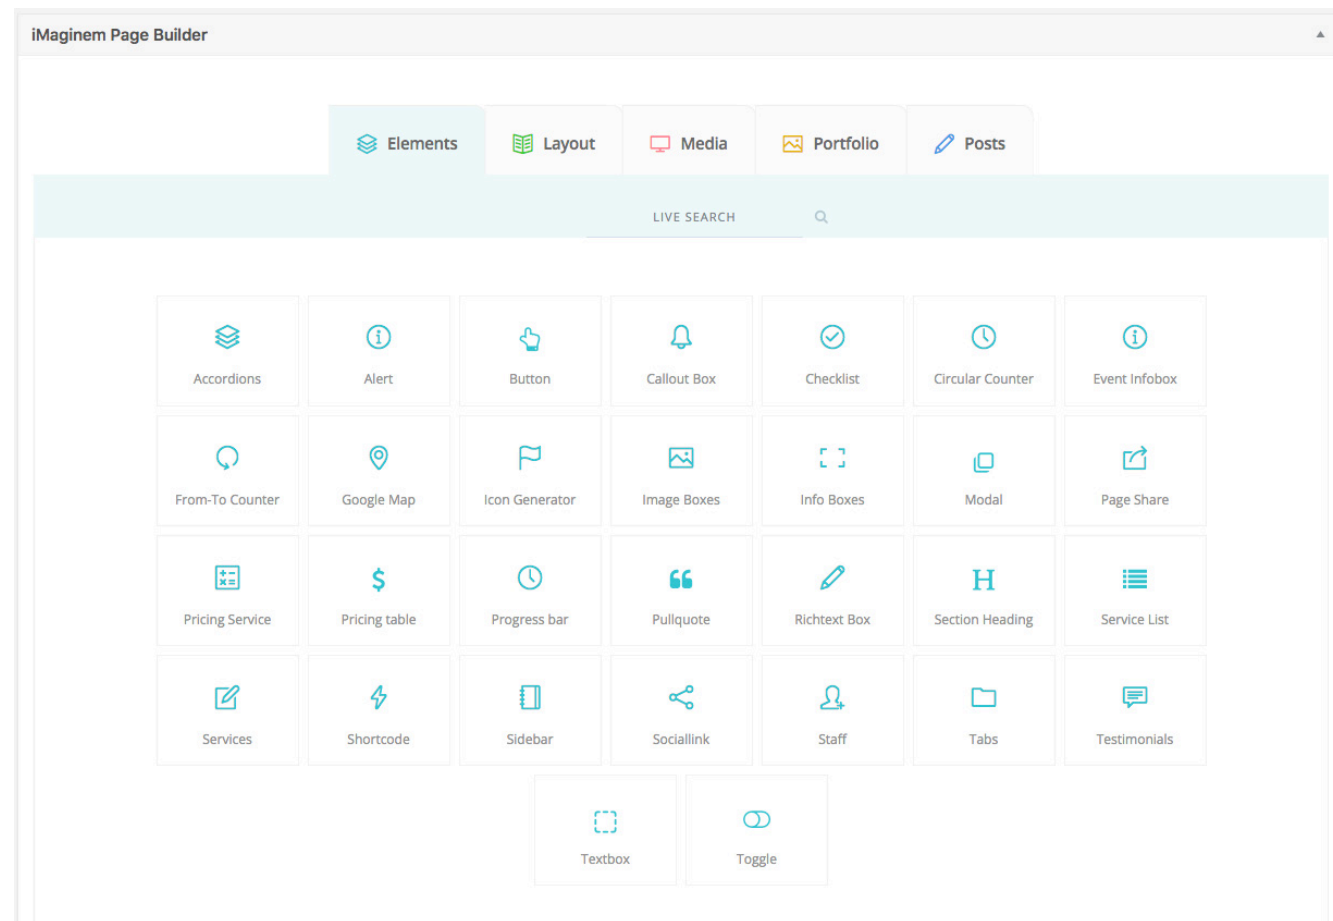 iMaginem Page Builder
Elements Layout Media Portfolio Posts
LIVE SEARCH
Accordions Alert Button Callout Box Checklist Circular Counter Event Infobox
From-To Counter Google Map Icon Generator Image Boxes Info Boxes Modal Page Share
Pricing Service Pricing table Progress bar Pullquote Richtext Box Section Heading Service List
Services Shortcode Sidebar Sociallink Staff Tabs Testimonials
Textbox Toggle